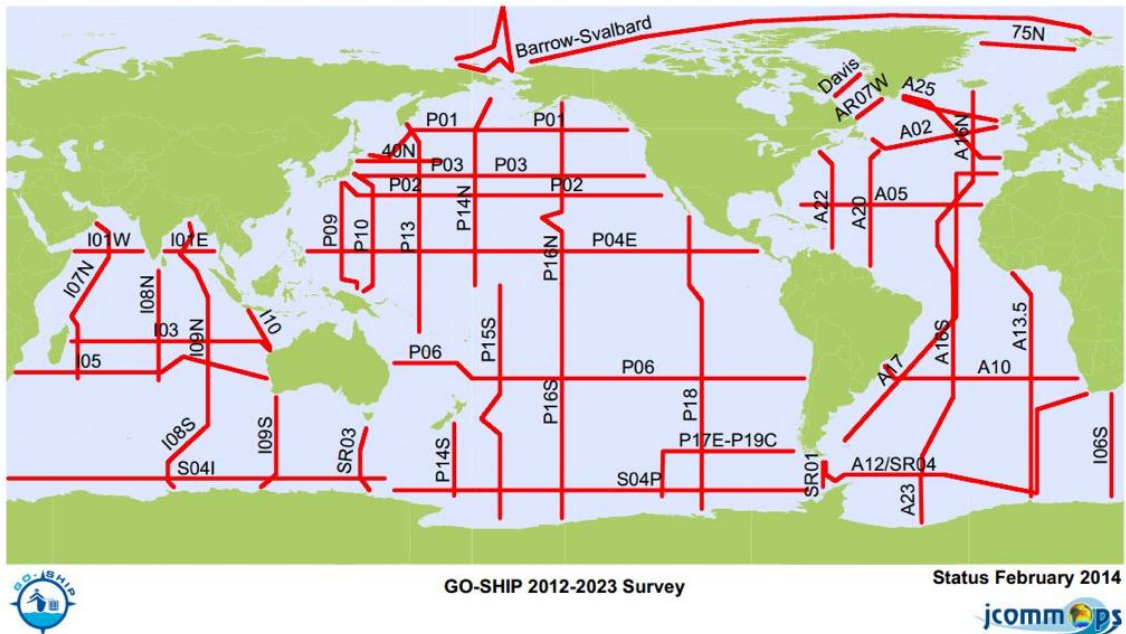 Barrow-Svalbard
75N
Davis
AR07W
A25
P01
P01
A02
A16N
40N
P03
P03
P02
P02
A22
A20
A05
P09
P10
P13
P14N
P16N
P04E
I01W
I01E
I07N
I08N
I09N
I10
I03
I05
P06
P15S
P06
P16S
P18
A17
A16S
A13.5
A10
I08S
I09S
SR03
P14S
P17E-P19C
S04I
S04P
SR01
A12/SR04
A23
I06S
GO-SHIP
GO-SHIP 2012-2023 Survey
Status February 2014
jcommops